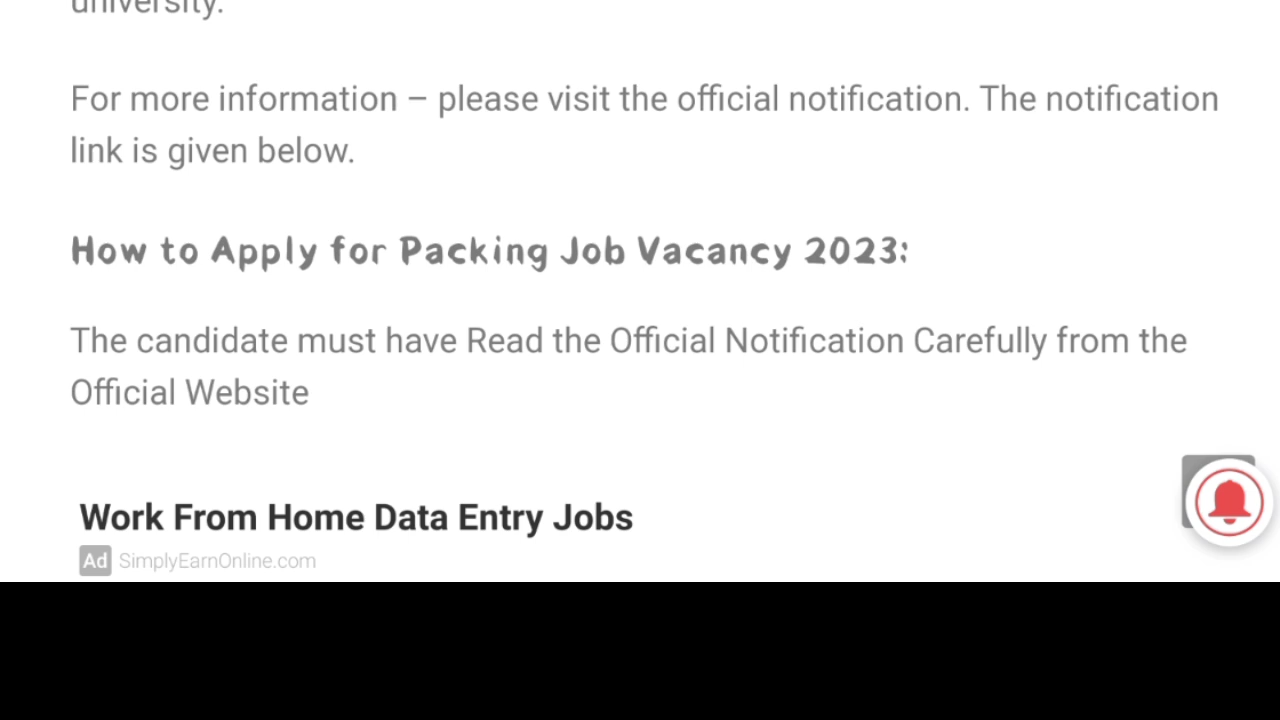 university.
For more information – please visit the official notification. The notification
link is given below.
How to Apply for Packing Job Vacancy 2023:
The candidate must have Read the Official Notification Carefully from the
Official Website
Work From Home Data Entry Jobs
Ad SimplyEarnOnline.com